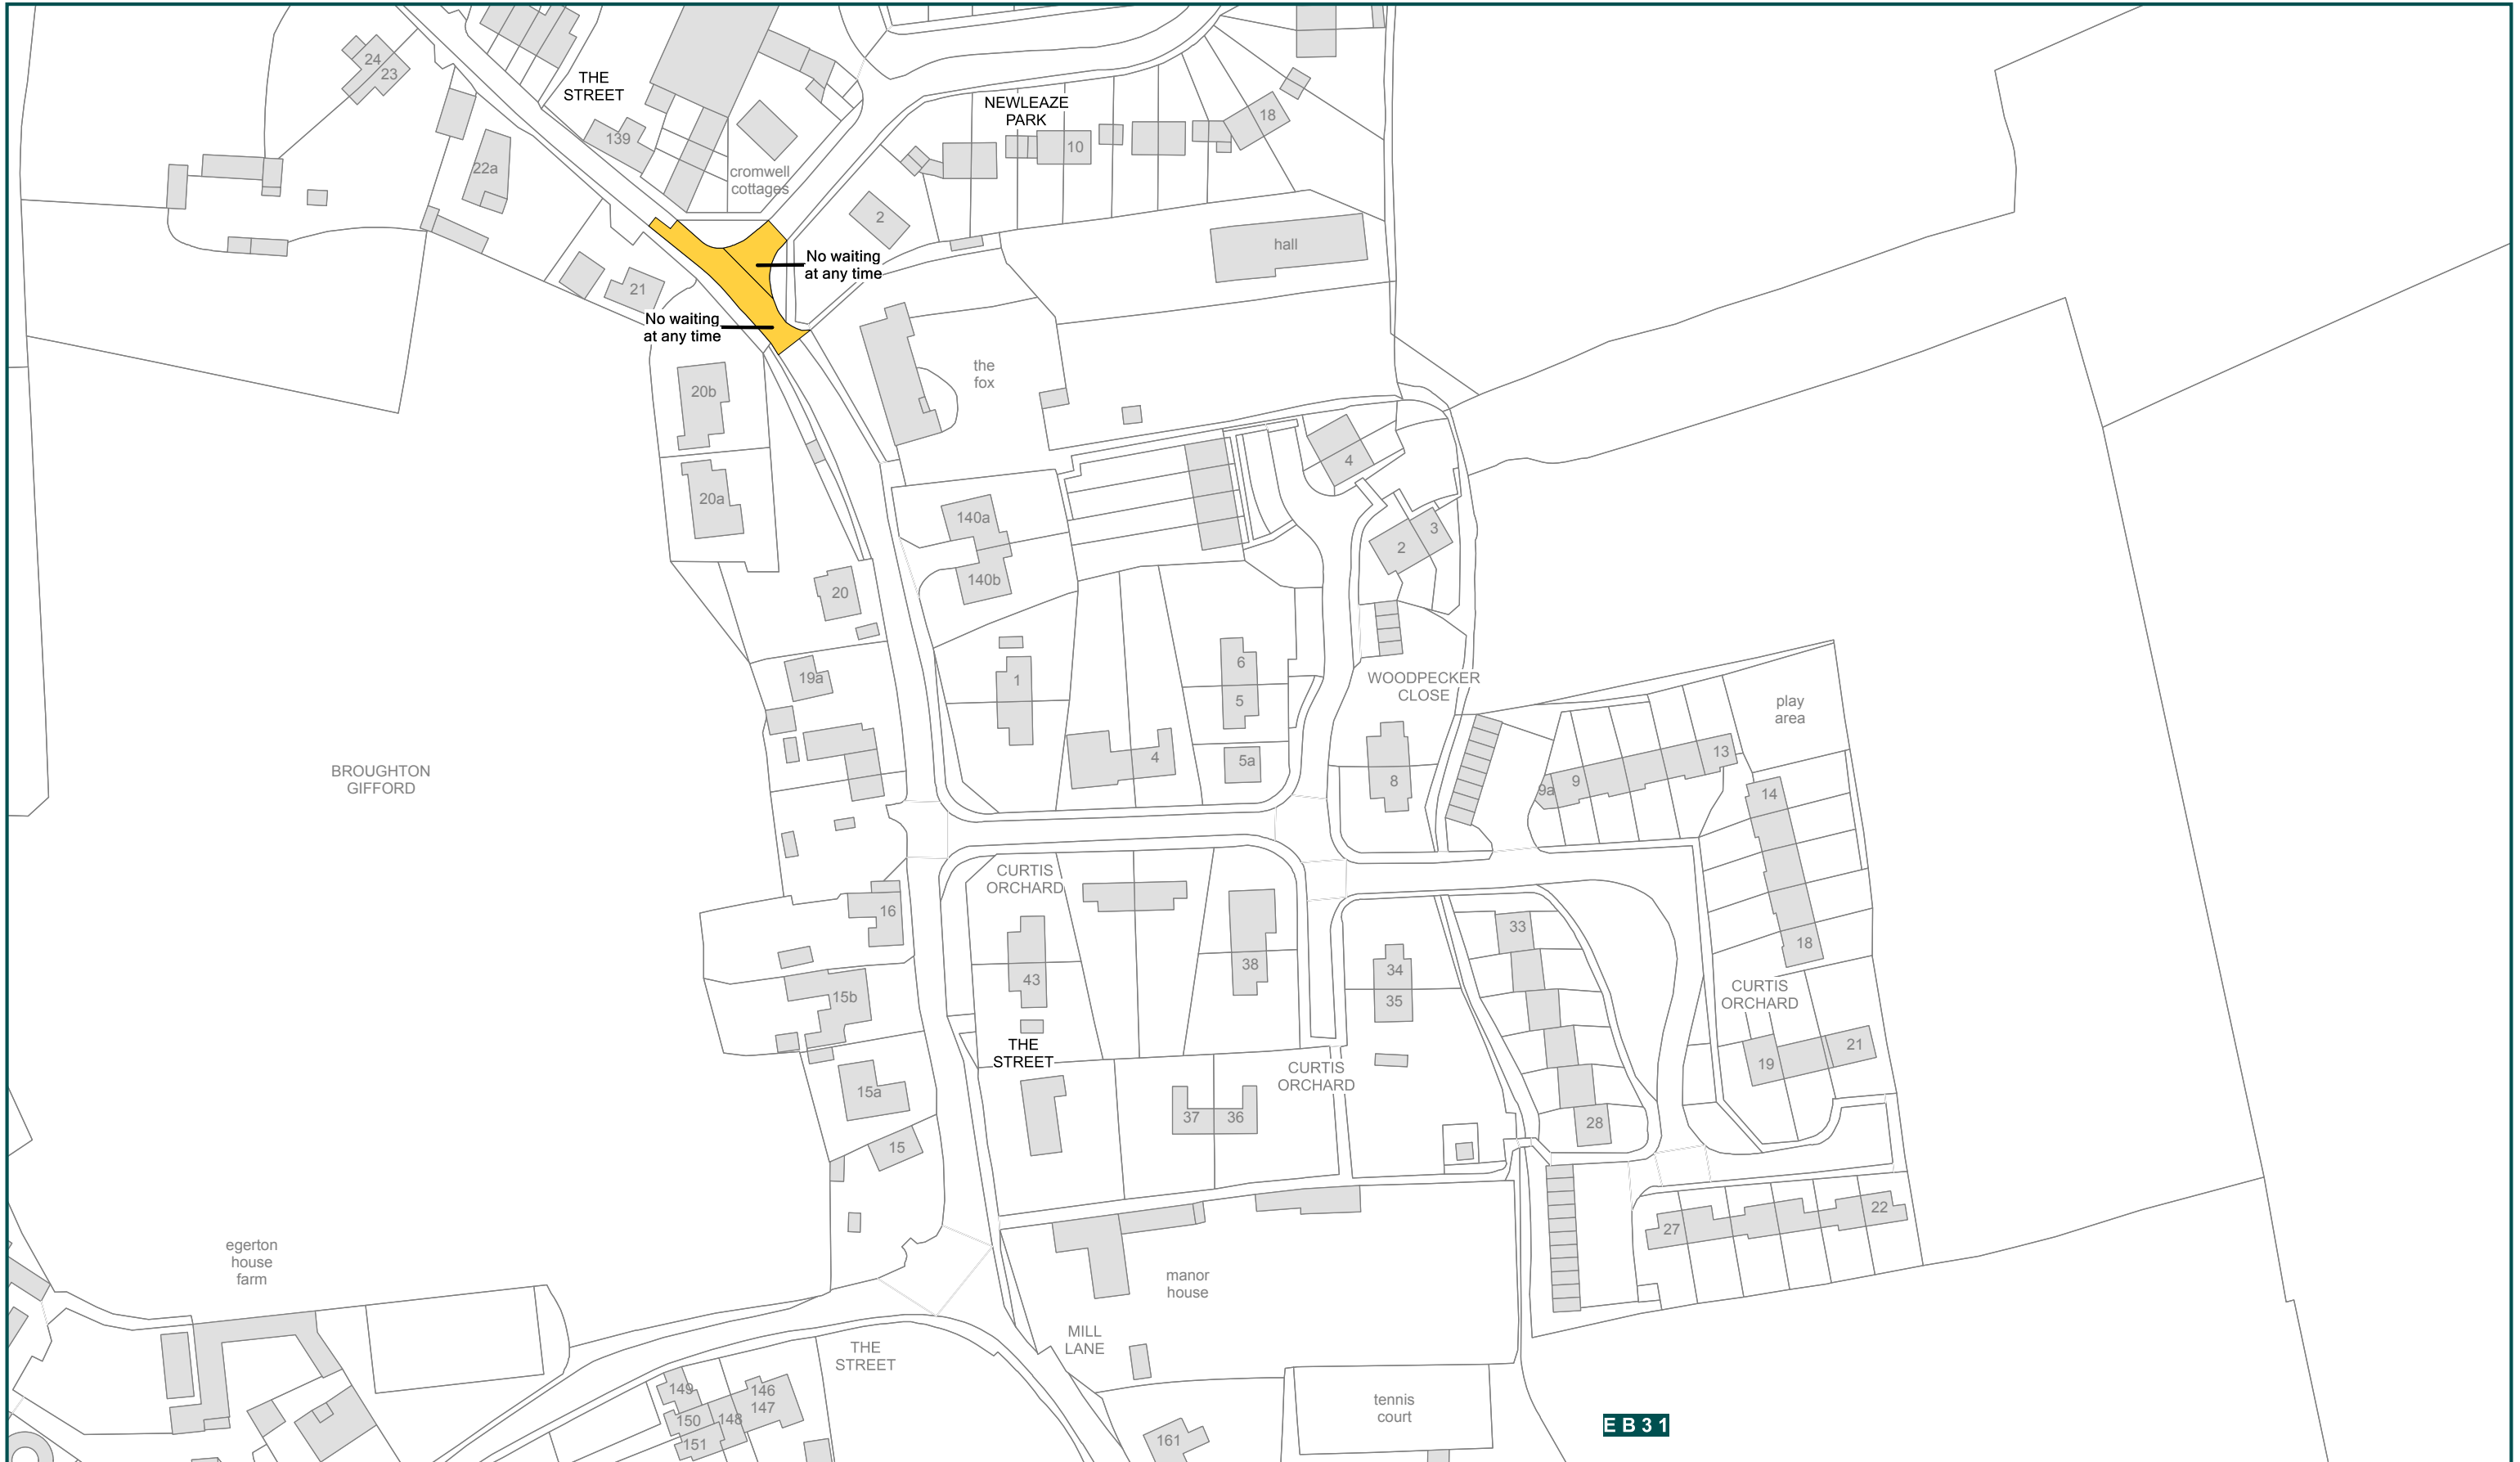 24
23
THE
STREET
139
22a
cromwell
cottages
NEWLEAZE
PARK
10
18
2
hall
No waiting
at any time
21
No waiting
at any time
20b
the
fox
20a
4
3
2
140a
140b
20
19a
1
6
5
WOODPECKER
CLOSE
play
area
4
5a
8
9a
9
13
14
BROUGHTON
GIFFORD
CURTIS
ORCHARD
16
43
38
34
35
33
18
15b
CURTIS
ORCHARD
THE
STREET
CURTIS
ORCHARD
19
21
15a
37
36
28
15
27
22
egerton
house
farm
manor
house
MILL
LANE
THE
STREET
149
150
151
148
146
147
tennis
court
161
EB31